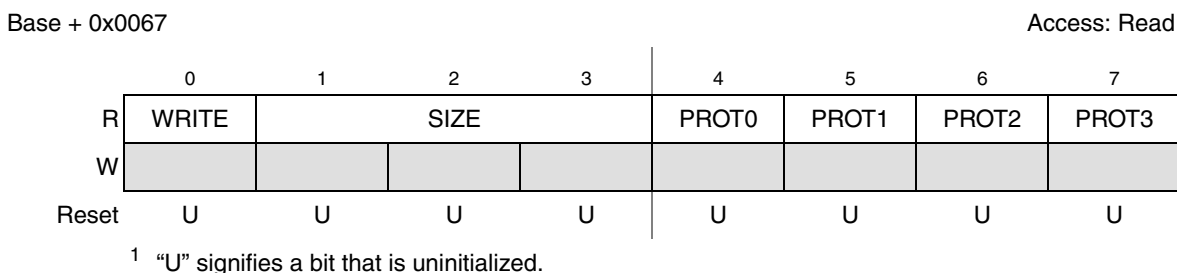 Base + 0x0067 Access: Read
0 1 2 3 4 5 6 7
R WRITE SIZE PROT0 PROT1 PROT2 PROT3
W
Reset U U U U U U U U
1 “U” signifies a bit that is uninitialized.